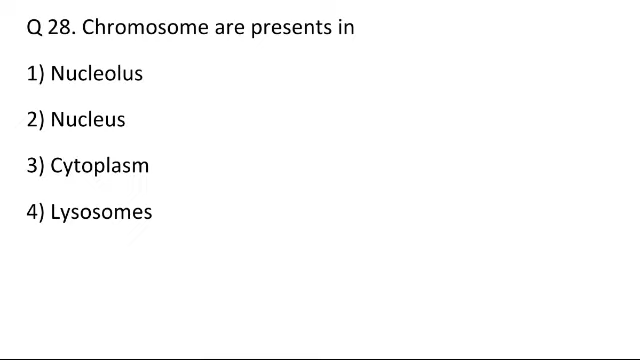 Q 28. Chromosome are presents in
1) Nucleolus
2) Nucleus
3) Cytoplasm
4) Lysosomes